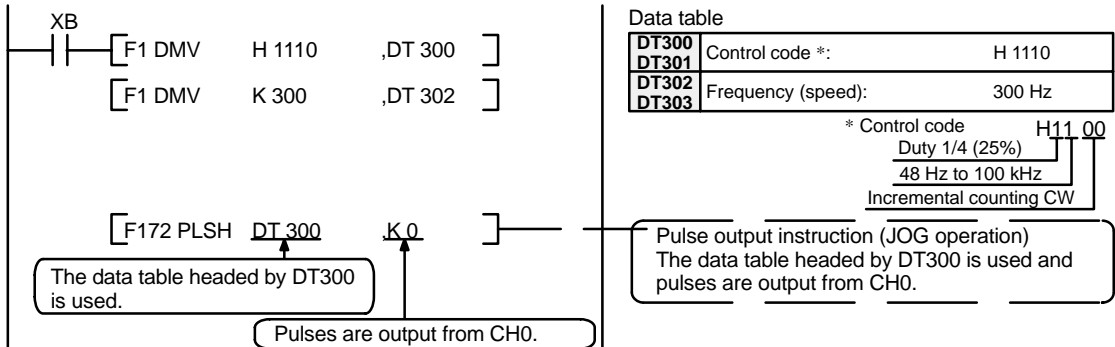 XB
F1 DMV H 1110 ,DT 300
F1 DMV K 300 ,DT 302
F172 PLSH DT 300 ,K 0
The data table headed by DT300
is used.
Pulses are output from CH0.
Data table
DT300
DT301
Control code *: H 1110
DT302
DT303
Frequency (speed): 300 Hz
* Control code H11 00
Duty 1/4 (25%)
48 Hz to 100 kHz
Incremental counting CW
Pulse output instruction (JOG operation)
The data table headed by DT300 is used and
pulses are output from CH0.